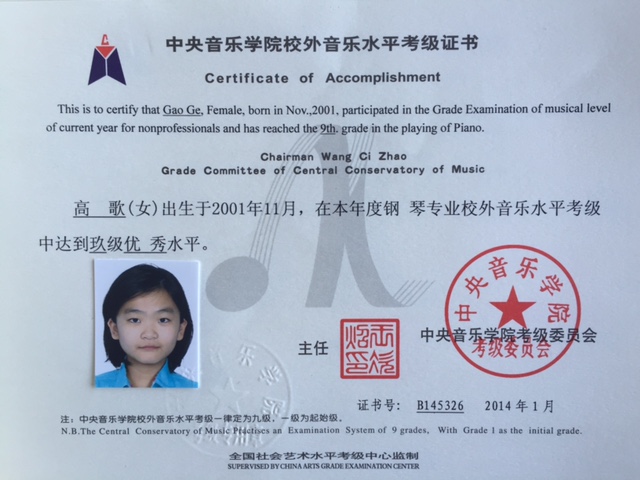 中央音乐学院校外音乐水平考级证书
Certificate of Accomplishment
This is to certify that Gao Ge, Female, born in Nov.,2001, participated in the Grade Examination of musical level
of current year for nonprofessionals and has reached the 9th. grade in the playing of Piano.
Chairman Wang Ci Zhao
Grade Committee of Central Conservatory of Music
高 歌(女)出生于2001年11月，在本年度钢 琴专业校外音乐水平考级
中达到玖级优 秀水平。
中央音乐学院
考级委员会
主任
中央音乐学院考级委员会
证书号: B145326 2014 年 1 月
注：中央音乐学院校外音乐水平考级一律定为九级，一级为起始级。
N.B.The Central Conservatory of Music Practises an Examination System of 9 grades, With Grade 1 as the initial grade.
全国社会艺术水平考级中心监制
SUPERVISED BY CHINA ARTS GRADE EXAMINATION CENTER